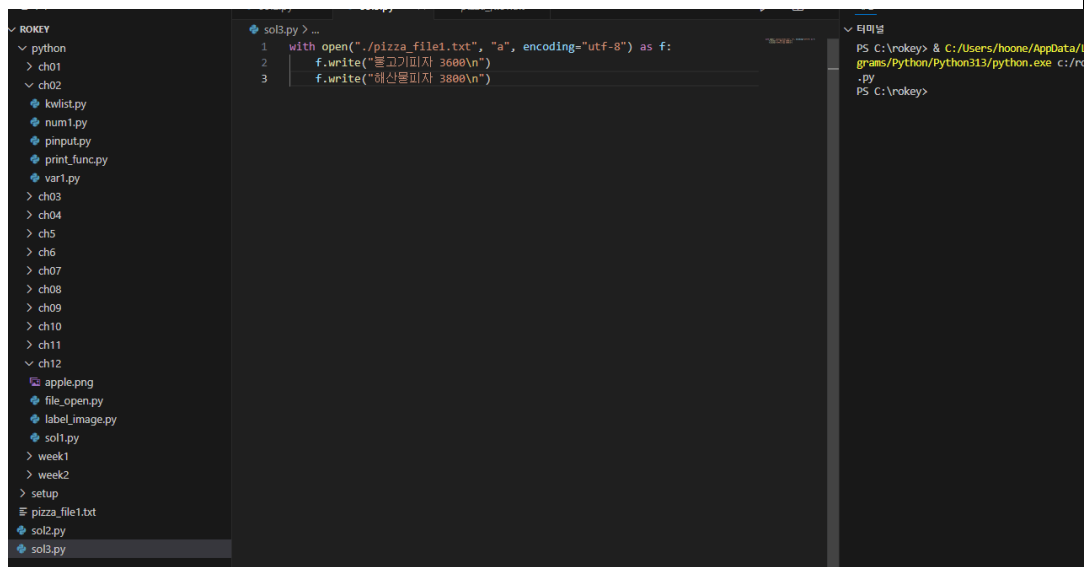 ROKEY
python
ch01
ch02
kwlist.py
num1.py
pinput.py
print_func.py
var1.py
ch03
ch04
ch5
ch6
ch07
ch08
ch09
ch10
ch11
ch12
apple.png
file_open.py
label_image.py
sol1.py
week1
week2
setup
pizza_file1.txt
sol2.py
sol3.py
sol3.py > ...
1 with open("./pizza_file1.txt", "a", encoding="utf-8") as f:
2 f.write("불고기피자 3600\n")
3 f.write("해산물피자 3800\n")
터미널
PS C:\rokey> & C:/Users/hoone/AppData/L
grams/Python/Python313/python.exe c:/ro
.py
PS C:\rokey>